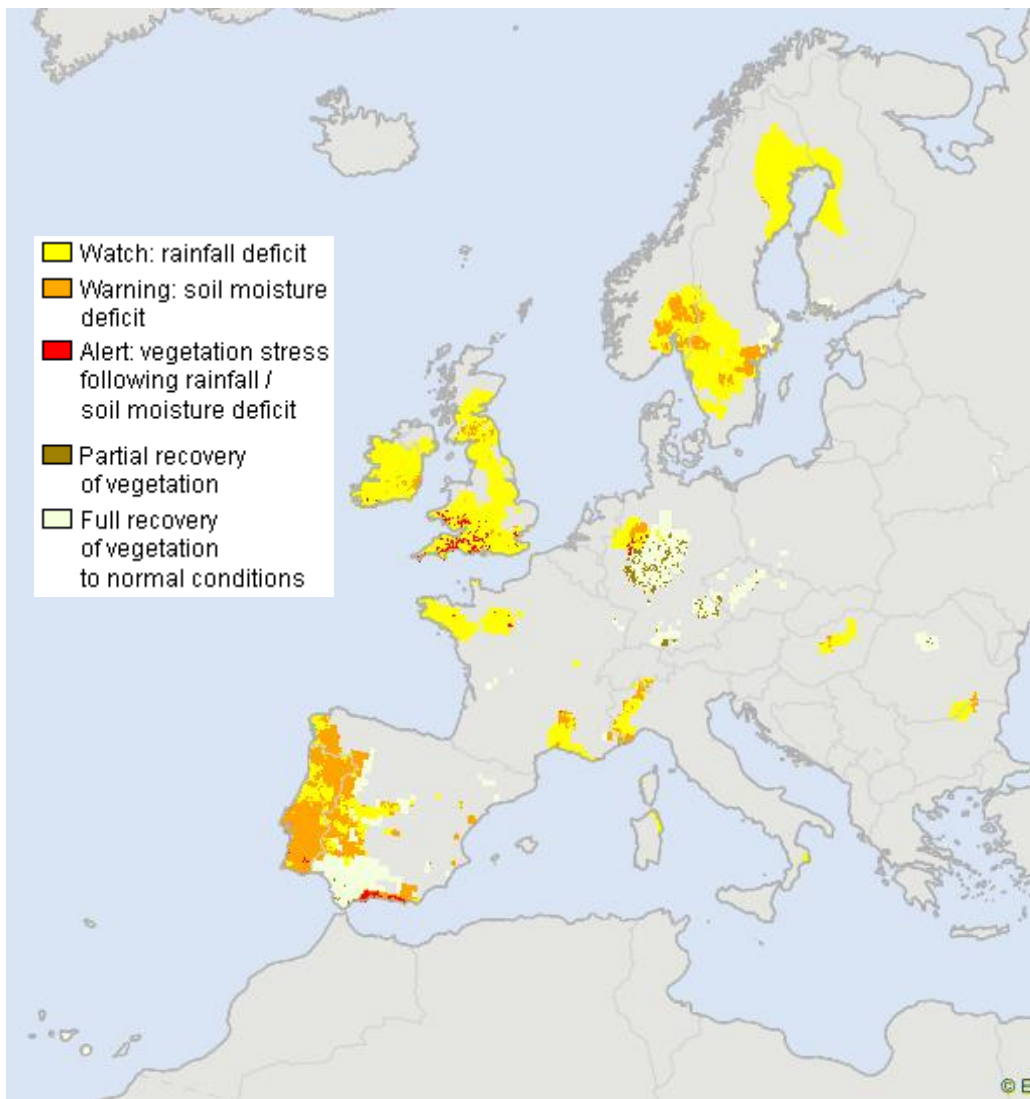 Watch: rainfall deficit
Warning: soil moisture
deficit
Alert: vegetation stress
following rainfall /
soil moisture deficit
Partial recovery
of vegetation
Full recovery
of vegetation
to normal conditions
© E